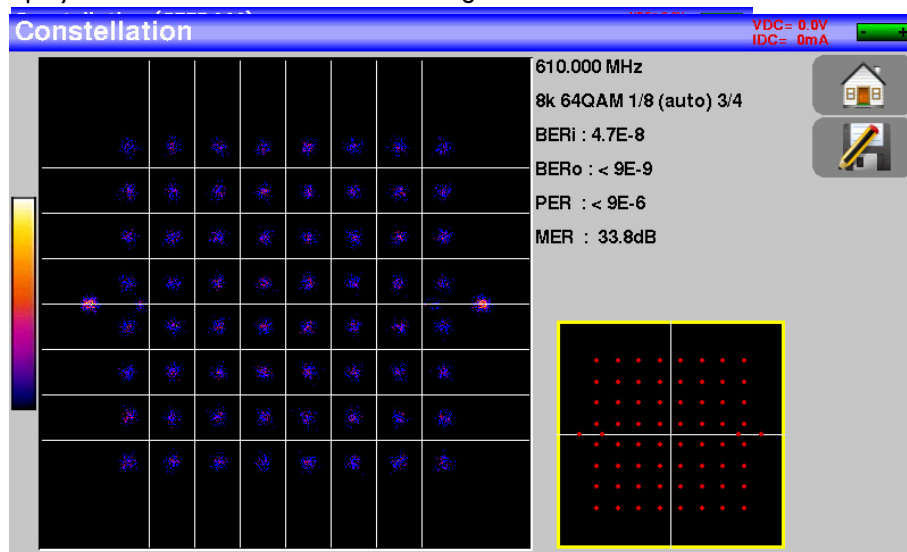 Constellation
VDC= 0.0V
IDC= 0mA
- +
610.000 MHz
8k 64QAM 1/8 (auto) 3/4
BERi : 4.7E-8
BERo : < 9E-9
PER : < 9E-6
MER : 33.8dB